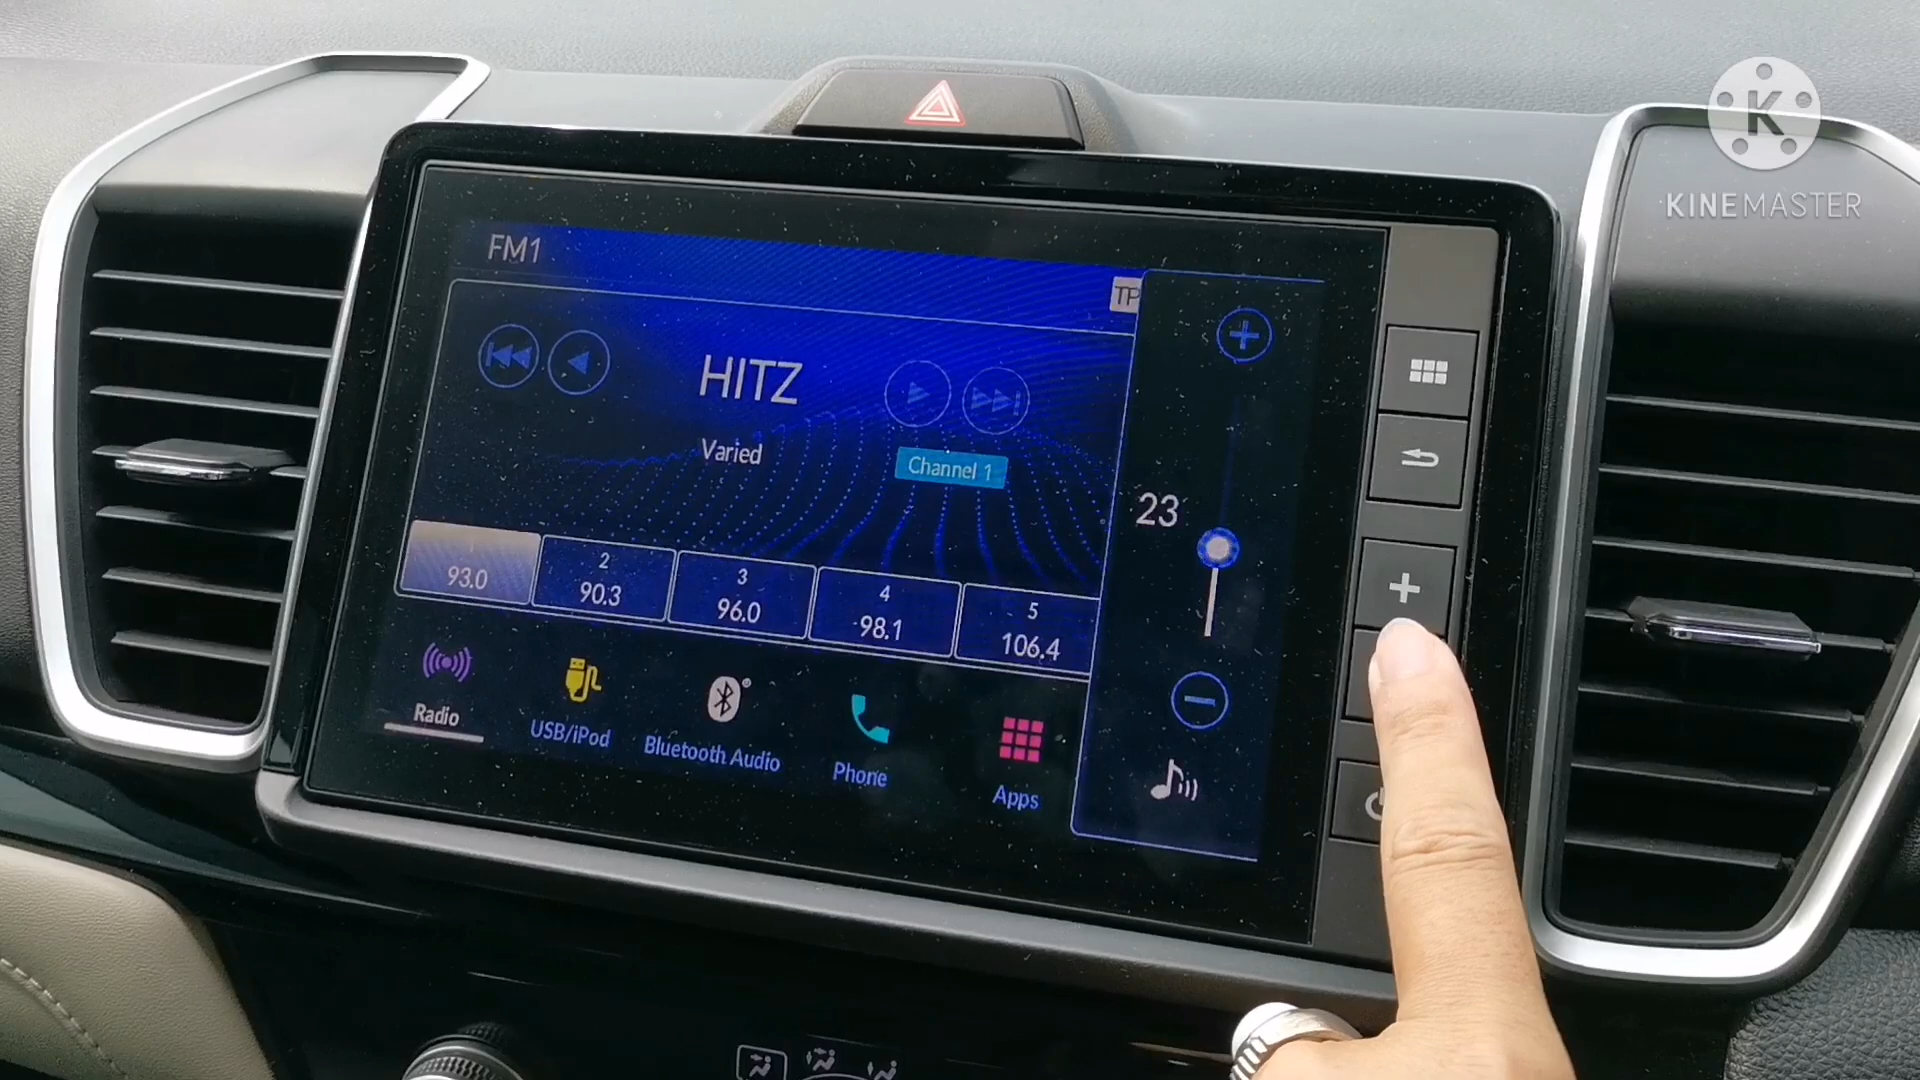 K
KINEMASTER
FM1
TP
HITZ
Varied
Channel 1
23
1
93.0
2
90.3
3
96.0
4
98.1
5
106.4
Radio
USB/iPod
Bluetooth Audio
Phone
Apps